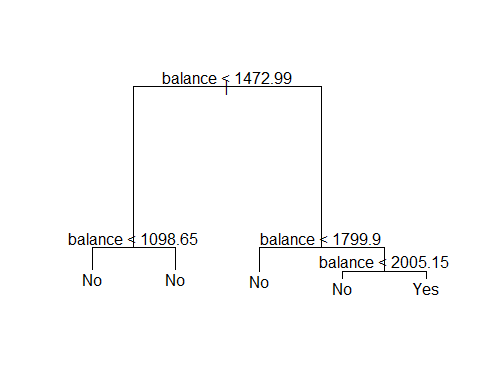 balance < 1472.99
balance < 1098.65
balance < 1799.9
balance < 2005.15
No
No
No
No
Yes